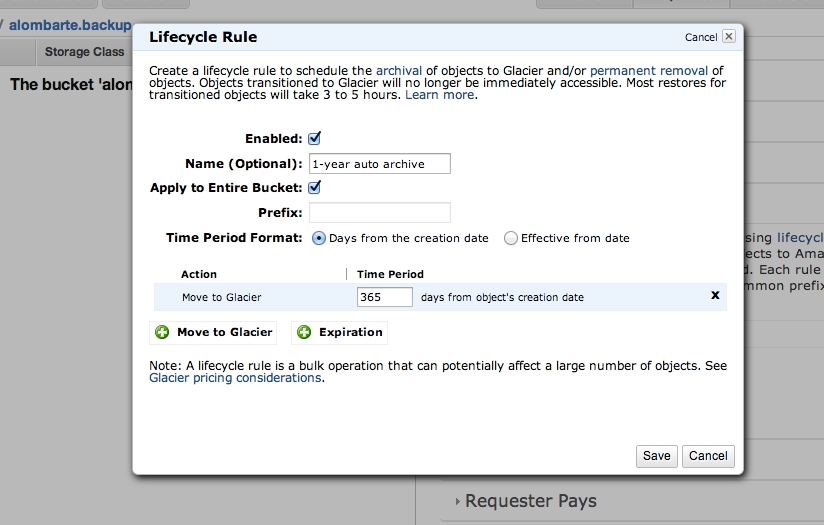 / alombarte.backup
Storage Class
The bucket 'alon
Lifecycle Rule
Cancel
Create a lifecycle rule to schedule the archival of objects to Glacier and/or permanent removal of
objects. Objects transitioned to Glacier will no longer be immediately accessible. Most restores for
transitioned objects will take 3 to 5 hours. Learn more.
Enabled:
Name (Optional): 1-year auto archive
Apply to Entire Bucket:
Prefix:
Time Period Format: Days from the creation date Effective from date
Action Time Period
Move to Glacier 365 days from object's creation date x
Move to Glacier Expiration
Note: A lifecycle rule is a bulk operation that can potentially affect a large number of objects. See
Glacier pricing considerations.
Save Cancel
sing lifecycl
ects to Ama
d. Each rule
mmon prefix
Requester Pays